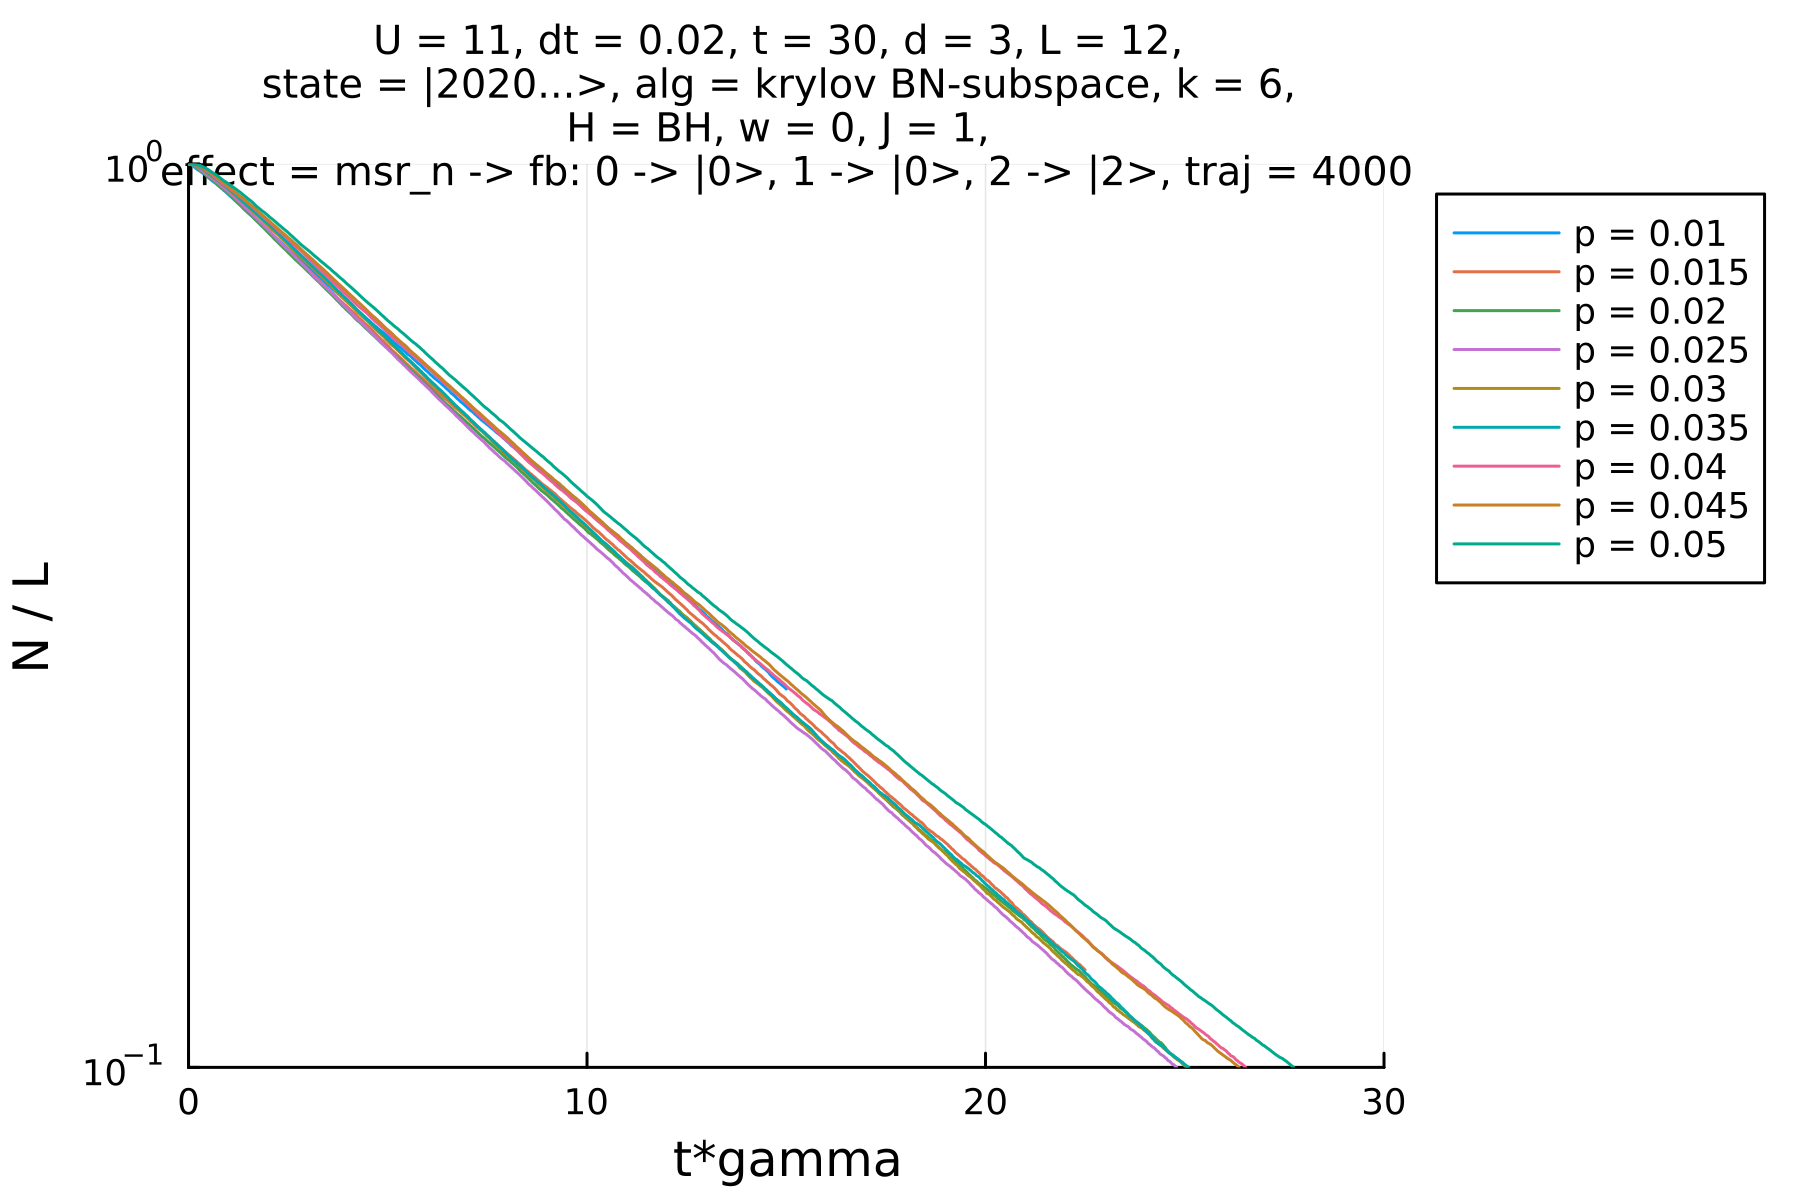 U = 11, dt = 0.02, t = 30, d = 3, L = 12,
state = |2020...>, alg = krylov BN-subspace, k = 6,
H = BH, w = 0, J = 1,
effect = msr_n -> fb: 0 -> |0>, 1 -> |0>, 2 -> |2>, traj = 4000
10⁰
10⁻¹
N / L
0 10 20 30
t*gamma
p = 0.01
p = 0.015
p = 0.02
p = 0.025
p = 0.03
p = 0.035
p = 0.04
p = 0.045
p = 0.05